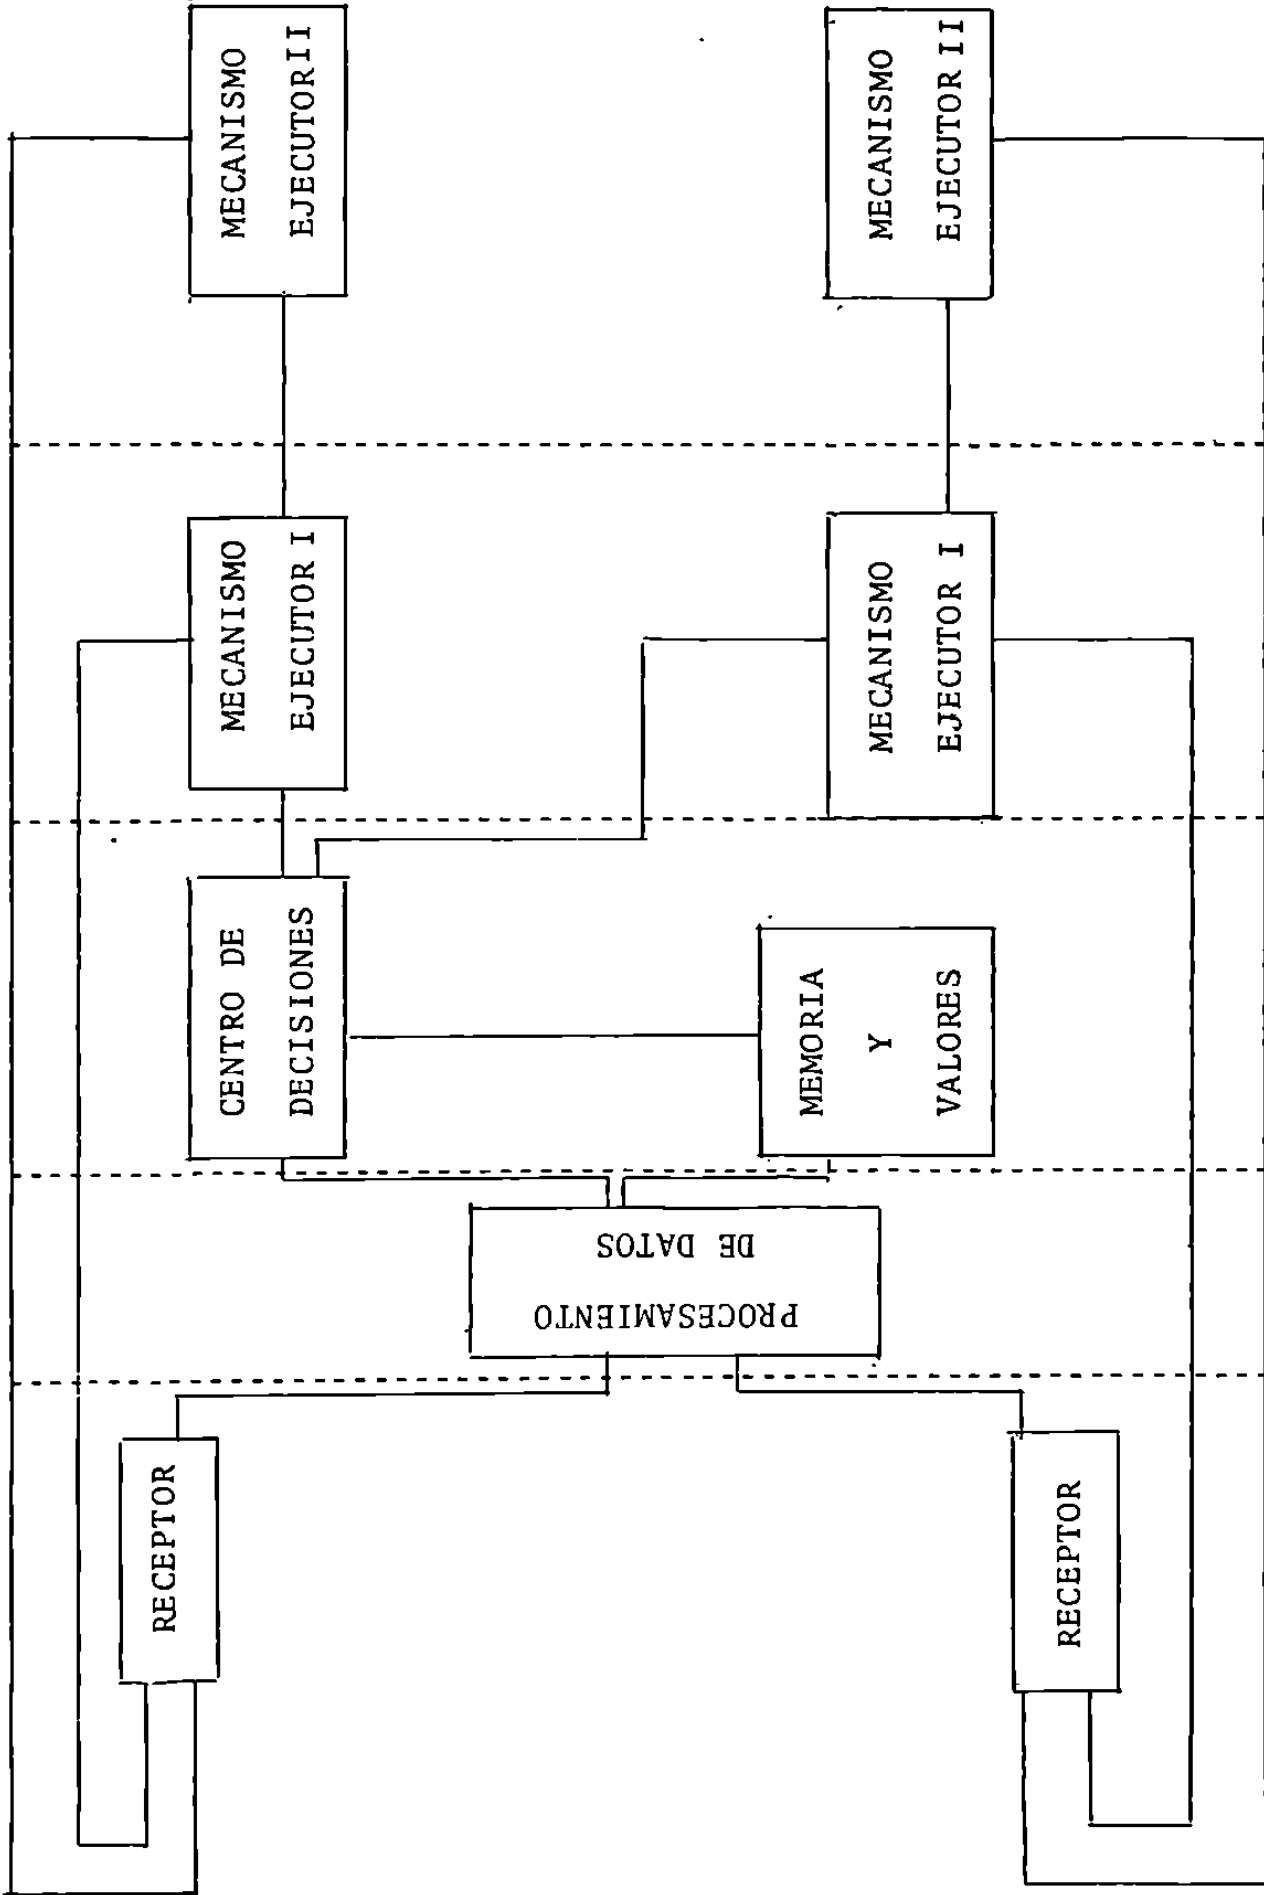 MECANISMO
EJECUTOR II
MECANISMO
EJECUTOR II
MECANISMO
EJECUTOR I
MECANISMO
EJECUTOR I
CENTRO DE
DECISIONES
MEMORIA
Y
VALORES
PROCESAMIENTO
DE DATOS
RECEPTOR
RECEPTOR